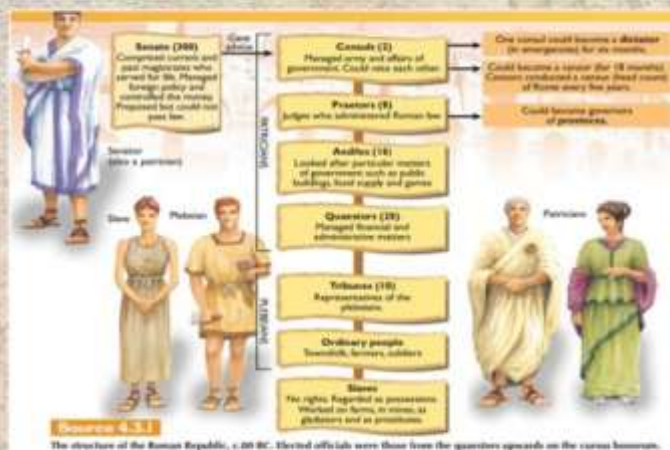 Senate (300)
Comprised current and
past magistrates who
served for life. Managed
foreign policy and
controlled the money.
Proposed but could not
pass law.
Gave
advice
Senator
(also a patrician)
PATRICIANS
Consuls (2)
Managed army and affairs of
government. Could veto each other.
One consul could become a dictator
(in emergencies) for six months.
Could become a censor (for 18 months).
Censors conducted a census (head count)
of Rome every five years.
Praetors (8)
Judges who administered Roman law
Could become governors
of provinces.
Aediles (16)
Looked after particular matters
of government such as public
buildings, food supply and games
Quaestors (20)
Managed financial and
administrative matters
Slave
Plebeian
Patricians
PLEBEIANS
Tribunes (10)
Representatives of the
plebeians.
Ordinary people
Townsfolk, farmers, soldiers
Slaves
No rights. Regarded as possessions.
Worked on farms, in mines, as
gladiators and as prostitutes.
Source 4.3.1
The structure of the Roman Republic, Elected officials were those from the quaestors upwards on the cursus honorum.